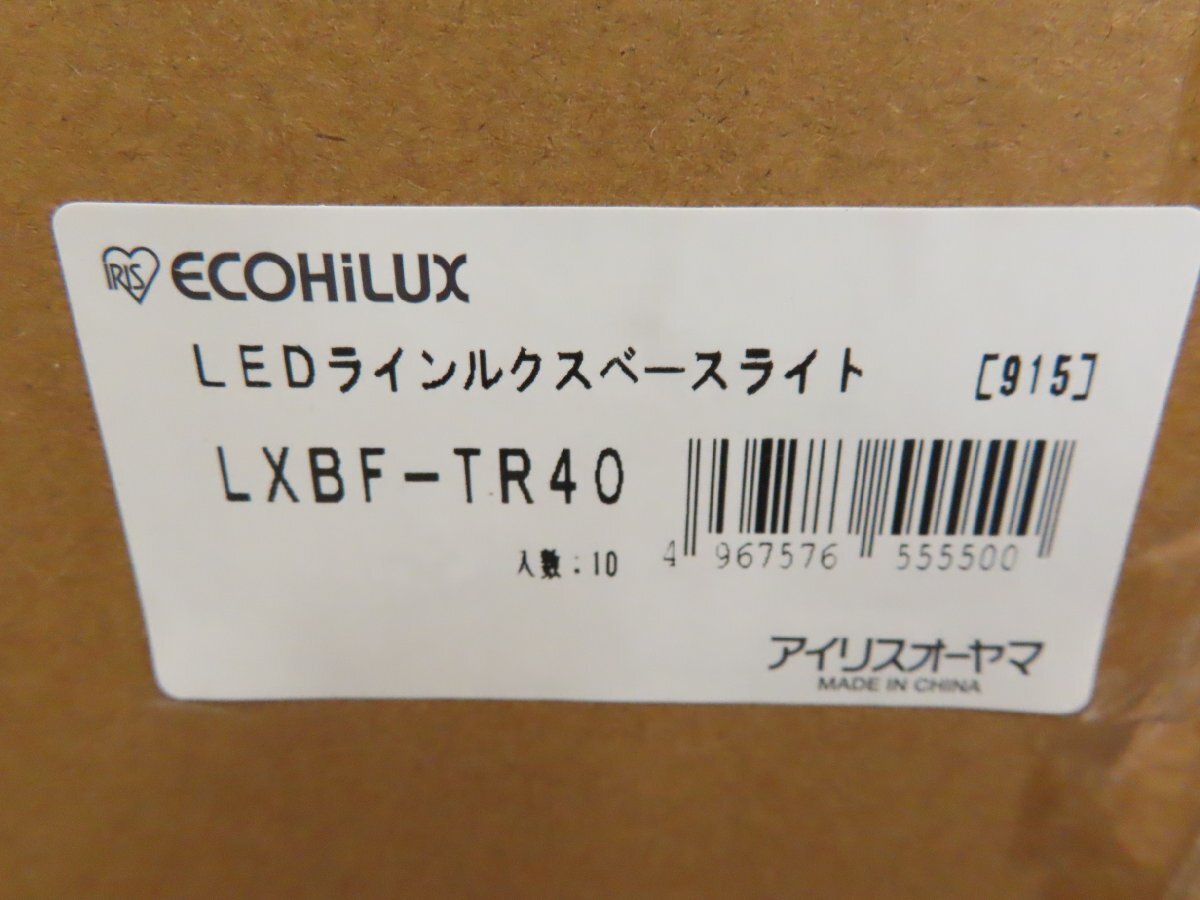 IRIS ECOHiLUX
LEDラインルクスベースライト [915]
LXBF-TR40
入数:10
4 967576 555500
アイリスオーヤマ
MADE IN CHINA